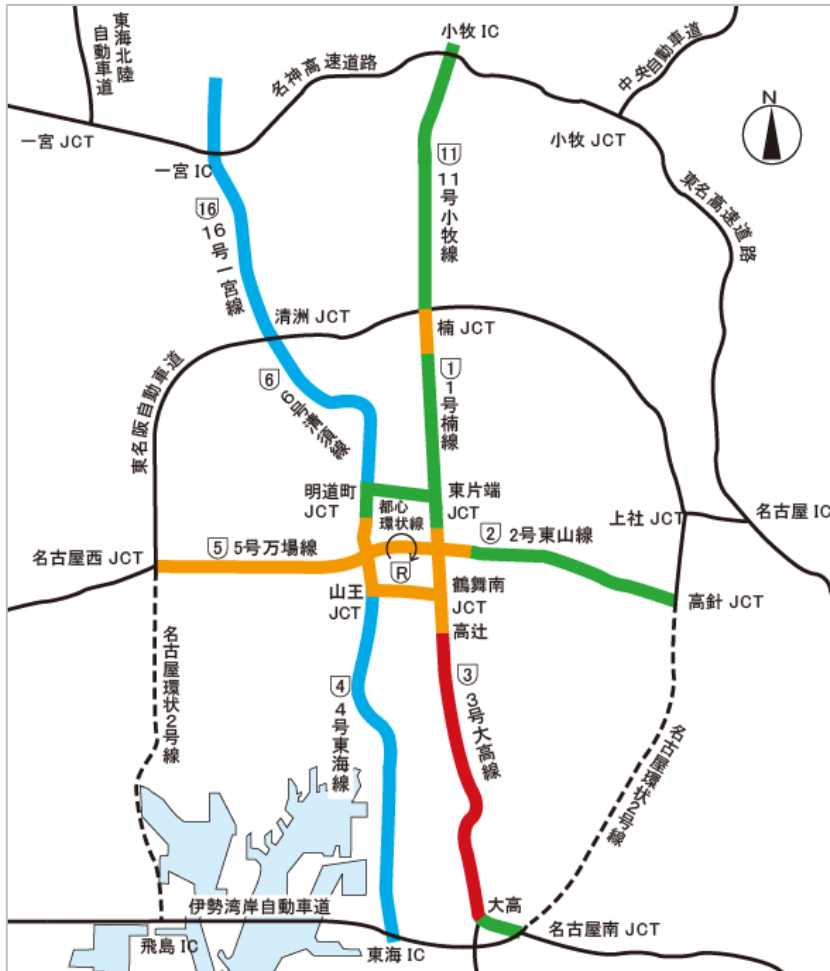 東海北陸
自動車道
小牧 IC
中央自動車道
名神高速道路
N
一宮 JCT
小牧 JCT
一宮 IC
11
11号小牧線
東名高速道路
16
16号一宮線
清洲 JCT
楠 JCT
1
1号楠線
東名阪自動車道
6
6号清須線
明道町
JCT
都心
環状線
東片端
JCT
上社 JCT
名古屋 IC
2
2号東山線
5
5号万場線
名古屋西 JCT
R
山王
JCT
鶴舞南
JCT
高辻
高針 JCT
名古屋環状2号線
4
4号東海線
3
3号大高線
名古屋環状2号線
大高
伊勢湾岸自動車道
名古屋南 JCT
飛島 IC
東海 IC